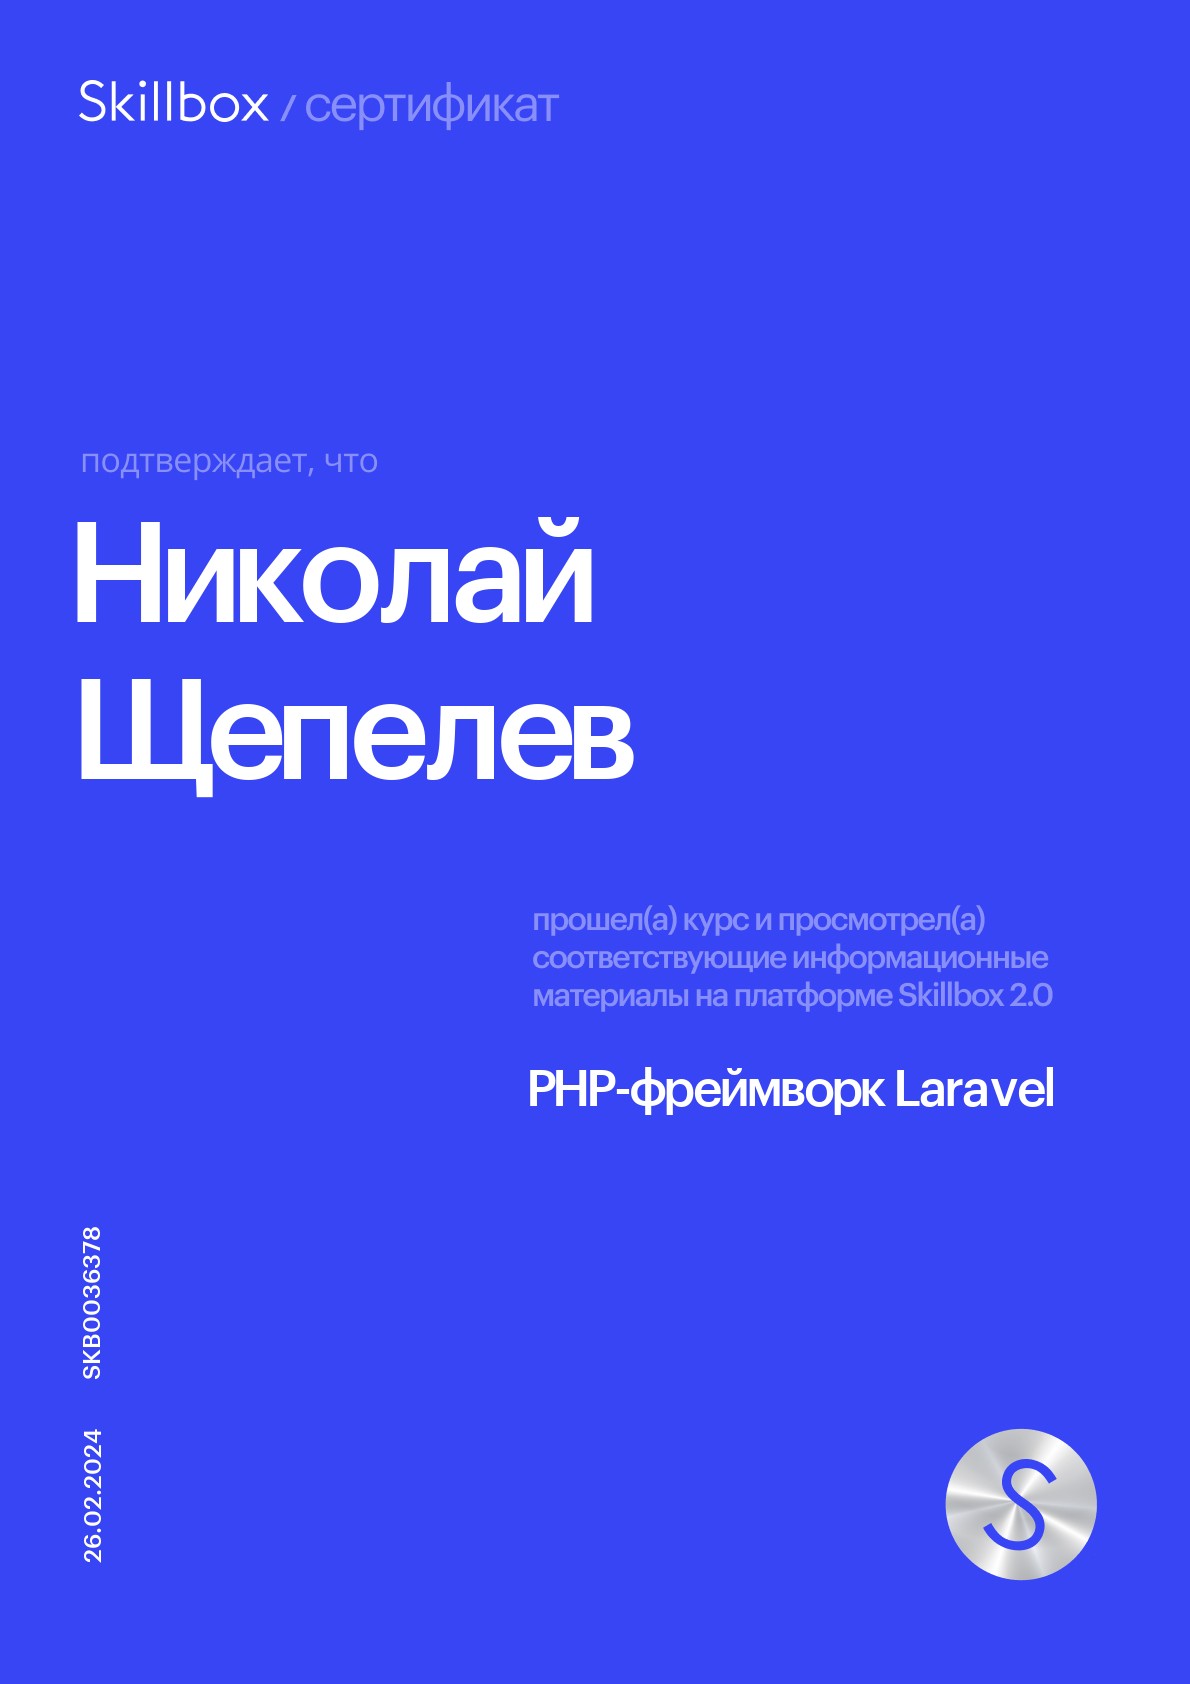 Skillbox / сертификат
подтверждает, что
Николай
Щепелев
прошел(а) курс и просмотрел(а)
соответствующие информационные
материалы на платформе Skillbox 2.0
PHP-фреймворк Laravel
SKB0036378
26.02.2024
S